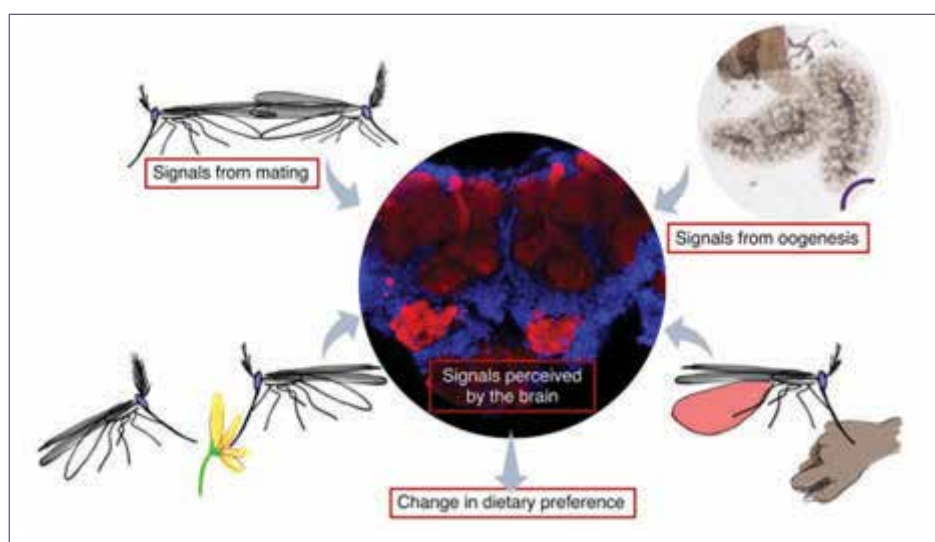 Signals from mating
Signals from oogenesis
Signals perceived
by the brain
Change in dietary preference